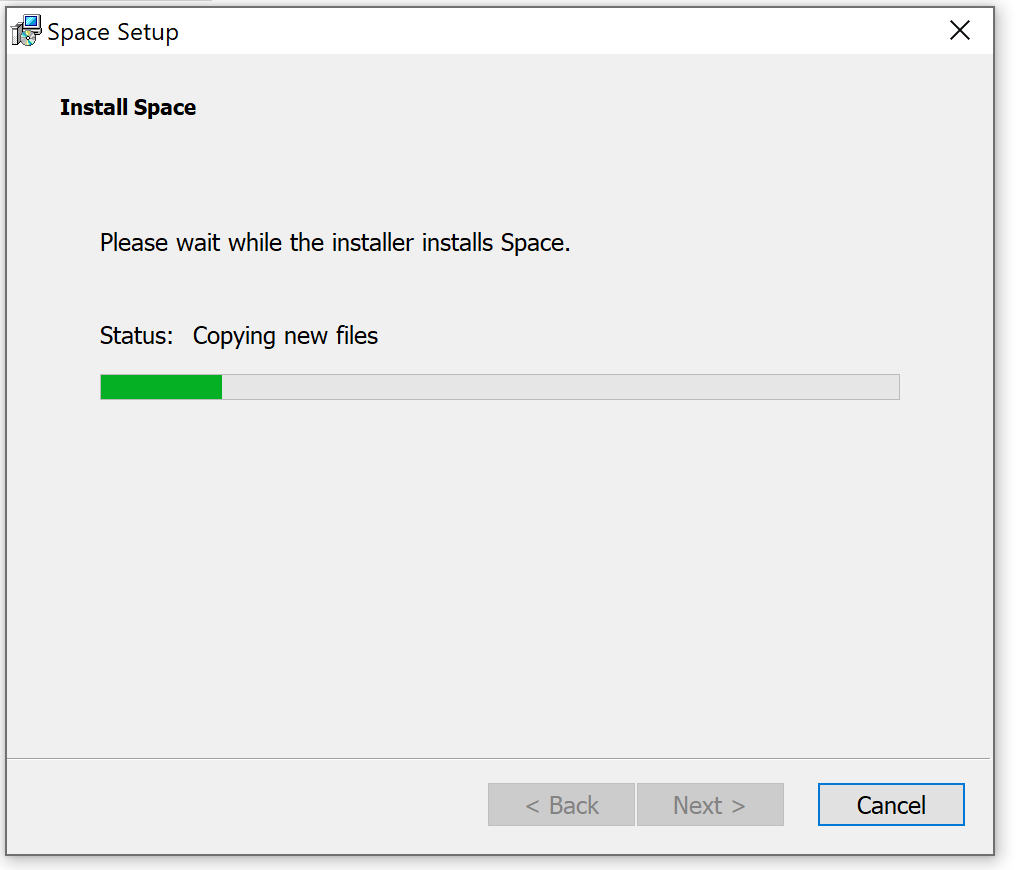 Space Setup
Install Space
Please wait while the installer installs Space.
Status: Copying new files
< Back Next > Cancel